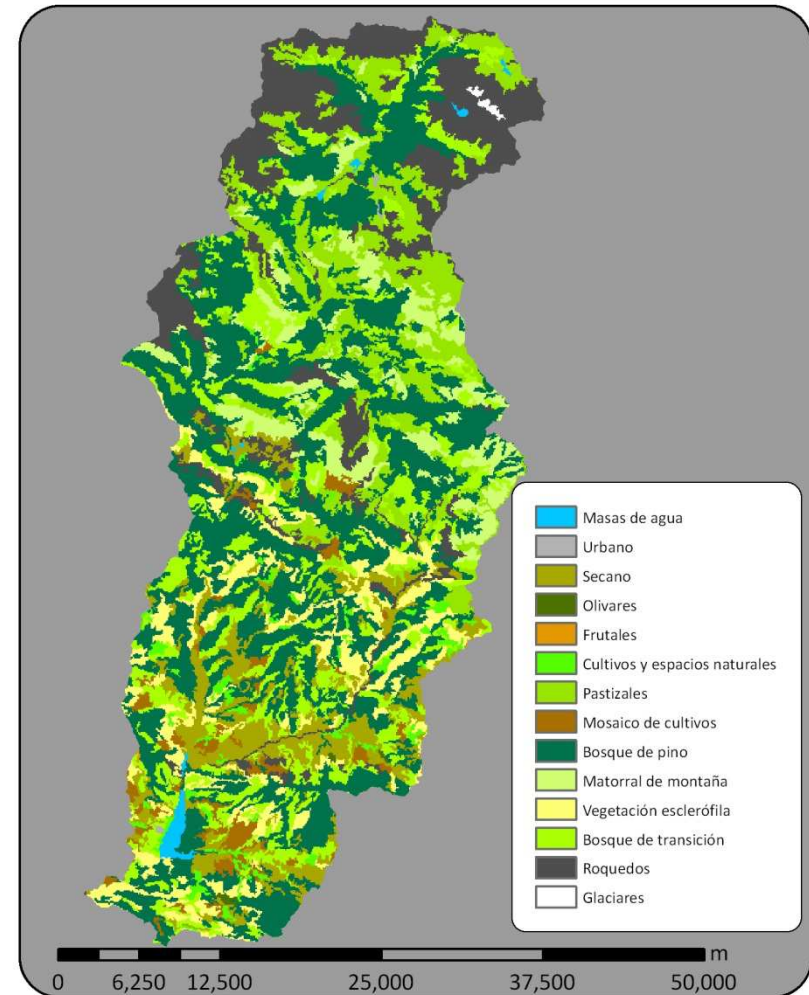 Masas de agua
Urbano
Secano
Olivares
Frutales
Cultivos y espacios naturales
Pastizales
Mosaico de cultivos
Bosque de pino
Matorral de montaña
Vegetación esclerófila
Bosque de transición
Roquedos
Glaciares
m
0 6,250 12,500 25,000 37,500 50,000